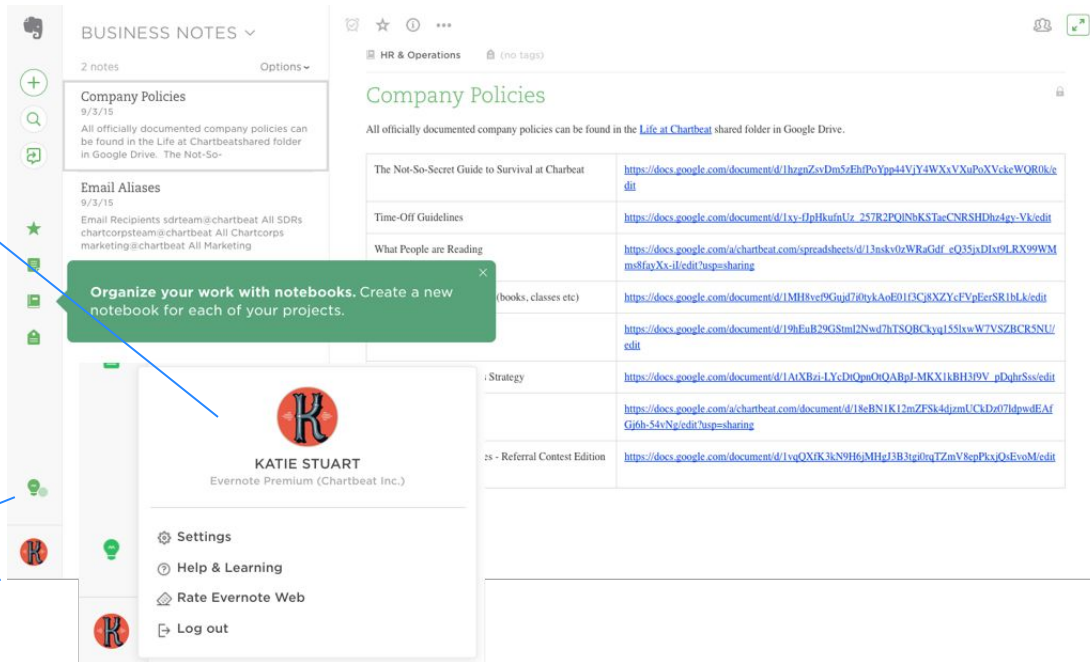 BUSINESS NOTES
2 notes
Options
Company Policies
9/3/15
All officially documented company policies can
be found in the Life at Chartbeatshared folder
in Google Drive. The Not-So-
Email Aliases
9/3/15
Email Recipients sdrteam@chartbeat All SDRs
chartcorpsteam@chartbeat All Chartcorps
marketing@chartbeat All Marketing
Organize your work with notebooks. Create a new
notebook for each of your projects.
K
KATIE STUART
Evernote Premium (Chartbeat Inc.)
Settings
Help & Learning
Rate Evernote Web
Log out
K
K
HR & Operations
(no tags)
Company Policies
All officially documented company policies can be found in the Life at Chartbeat shared folder in Google Drive.
The Not-So-Secret Guide to Survival at Charbeat
https://docs.google.com/document/d/1hzgnZsvDm5zEhfPoYpp44VjY4WXxVXuPoXVckeWQR0k/e
dit
Time-Off Guidelines
https://docs.google.com/document/d/1xy-fJpHkufnUz_257R2PQlNbKSTaeCNRSHDhz4gy-Vk/edit
What People are Reading
https://docs.google.com/a/chartbeat.com/spreadsheets/d/13nskv0zWRaGdf_eQ35jxDIxt9LRX99WM
ms8fayXx-iI/edit?usp=sharing
(books, classes etc)
https://docs.google.com/document/d/1MH8vef9Gujd7i0tykAoE01f3Cj8XZYcFVpEerSR1bLk/edit
https://docs.google.com/document/d/19hEuB29GStml2Nwd7hTSQBCkyq155lxwW7VSZBCR5NU/
edit
Strategy
https://docs.google.com/document/d/1AtXBzi-LYcDtQpnOtQABpJ-MKX1kBH3f9V_pDqhrSss/edit
https://docs.google.com/a/chartbeat.com/document/d/18eBN1K12mZFSk4djzmUCkDz07ldpwdEAf
Gj6h-54vNg/edit?usp=sharing
es - Referral Contest Edition
https://docs.google.com/document/d/1vqQXfK3kN9H6jMHgJ3B3tgi0rqTZmV8epPkxjQsEvoM/edit